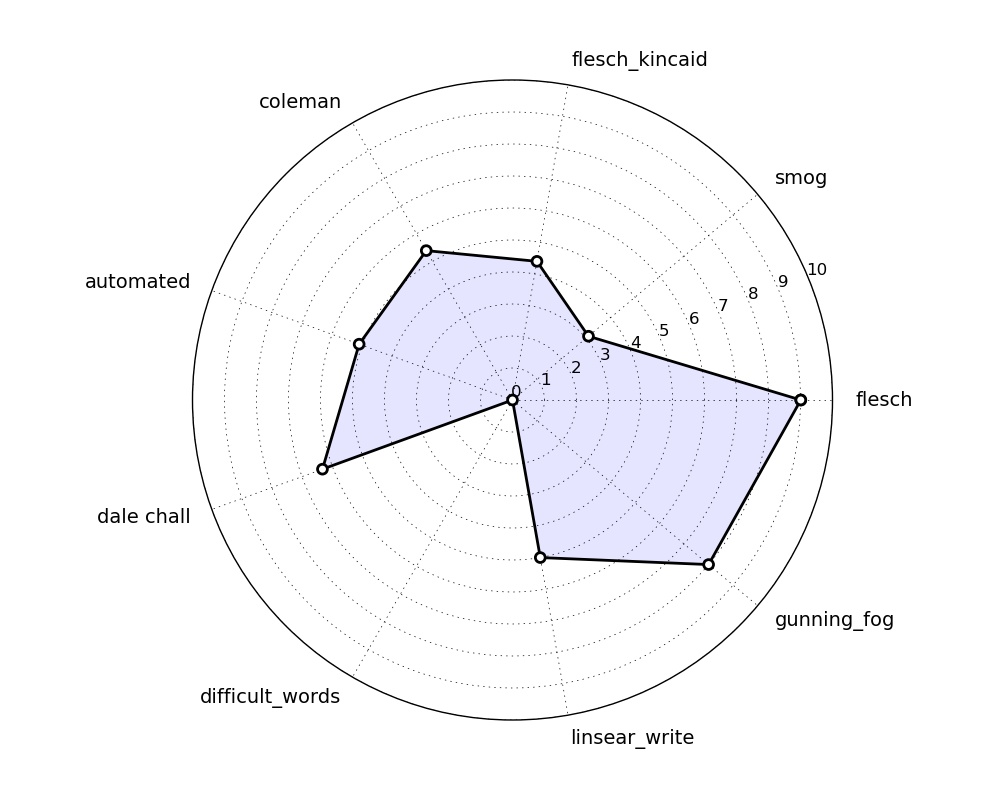 flesch_kincaid
coleman
smog
automated
10
9
8
7
6
5
4
3
2
1
0
flesch
dale chall
gunning_fog
difficult_words
linsear_write